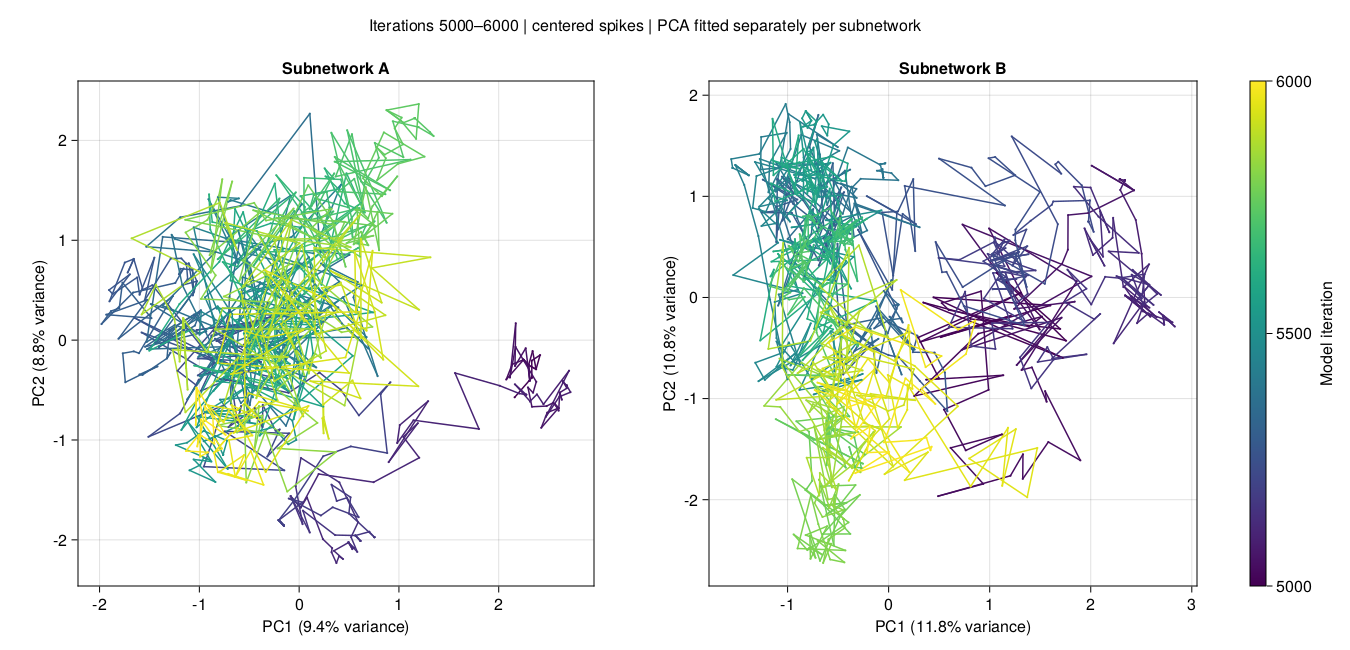 Iterations 5000–6000 | centered spikes | PCA fitted separately per subnetwork
Subnetwork A
2
1
0
-1
-2
PC2 (8.8% variance)
-2
-1
0
1
2
PC1 (9.4% variance)
Subnetwork B
2
1
0
-1
-2
PC2 (10.8% variance)
-1
0
1
2
3
PC1 (11.8% variance)
6000
5500
5000
Model iteration